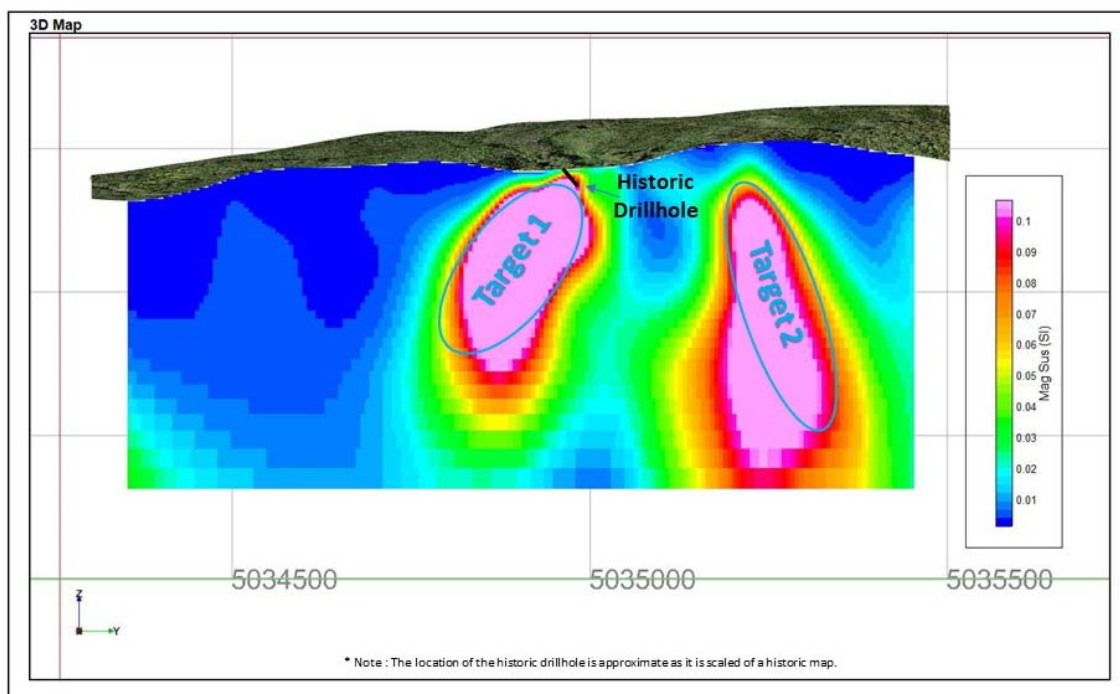 3D Map
Historic
Drillhole
Target 1
Target 2
0.1
0.09
0.08
0.07
0.06
0.05
0.04
0.03
0.02
0.01
Mag Sus (SI)
5034500
5035000
5035500
Z
Y
* Note : The location of the historic drillhole is approximate as it is scaled of a historic map.